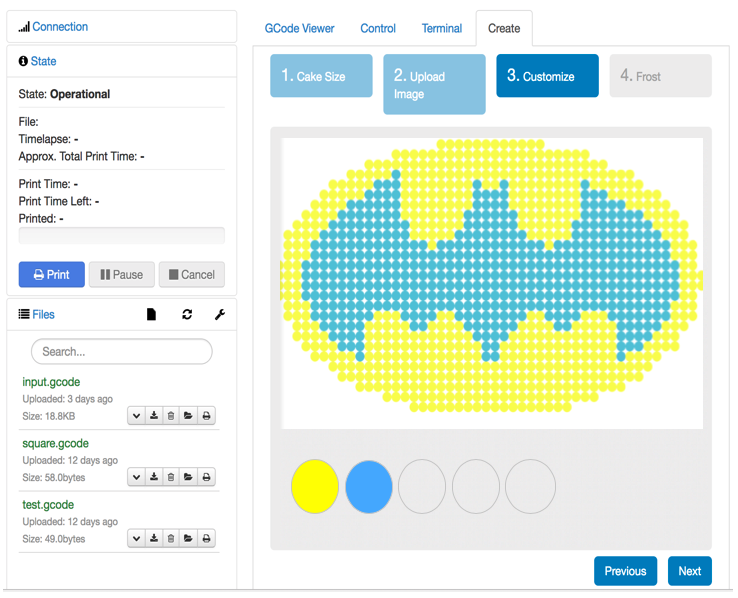 Connection
State
State: Operational
File:
Timelapse: -
Approx. Total Print Time: -
Print Time: -
Print Time Left: -
Printed: -
Print
Pause
Cancel
Files
Search...
input.gcode
Uploaded: 3 days ago
Size: 18.8KB
square.gcode
Uploaded: 12 days ago
Size: 58.0bytes
test.gcode
Uploaded: 12 days ago
Size: 49.0bytes
GCode Viewer
Control
Terminal
Create
1. Cake Size
2. Upload
Image
3. Customize
4. Frost
Previous
Next